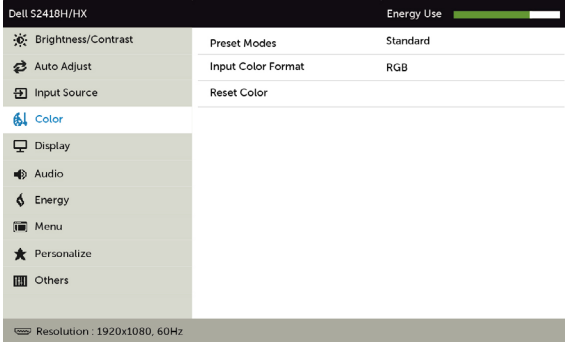 Dell S2418H/HX Energy Use
Brightness/Contrast
Auto Adjust
Input Source
Color
Display
Audio
Energy
Menu
Personalize
Others
Preset Modes Standard
Input Color Format RGB
Reset Color
Resolution : 1920x1080, 60Hz